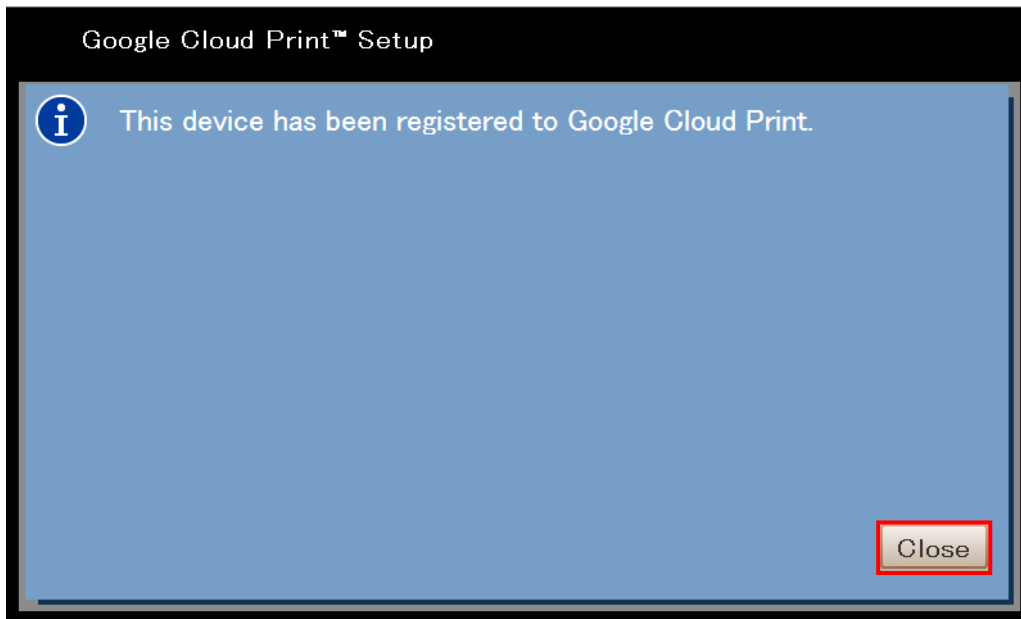 Google Cloud Print™ Setup
This device has been registered to Google Cloud Print.
Close